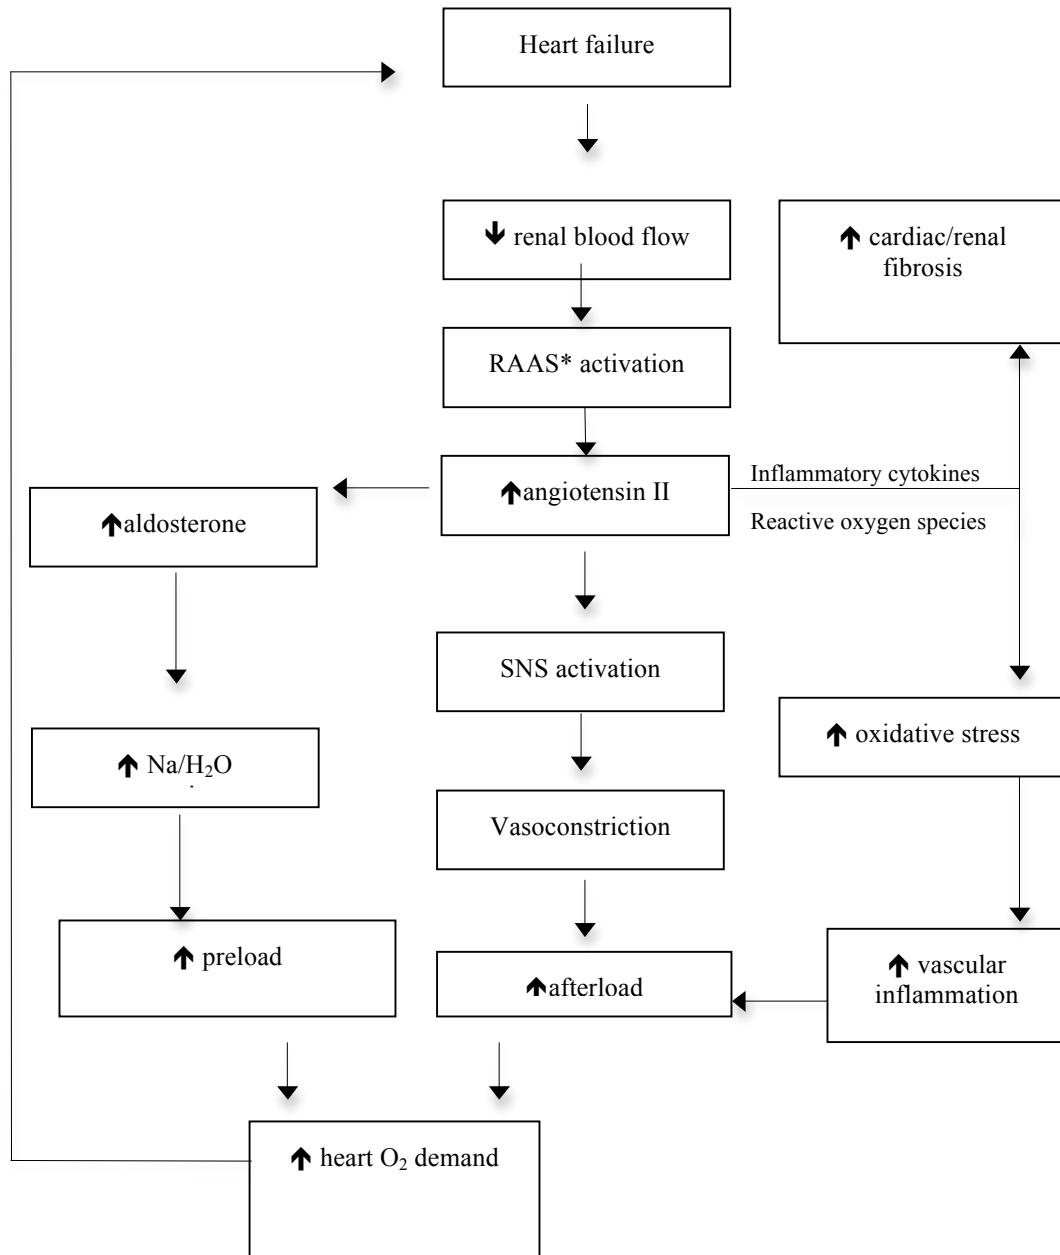 Heart failure
🡻 renal blood flow
🡹 cardiac/renal
fibrosis
RAAS* activation
🡹angiotensin II
Inflammatory cytokines
Reactive oxygen species
🡹aldosterone
SNS activation
🡹 oxidative stress
🡹 Na/H₂O
.
Vasoconstriction
🡹 preload
🡹afterload
🡹 vascular
inflammation
🡹 heart O₂ demand